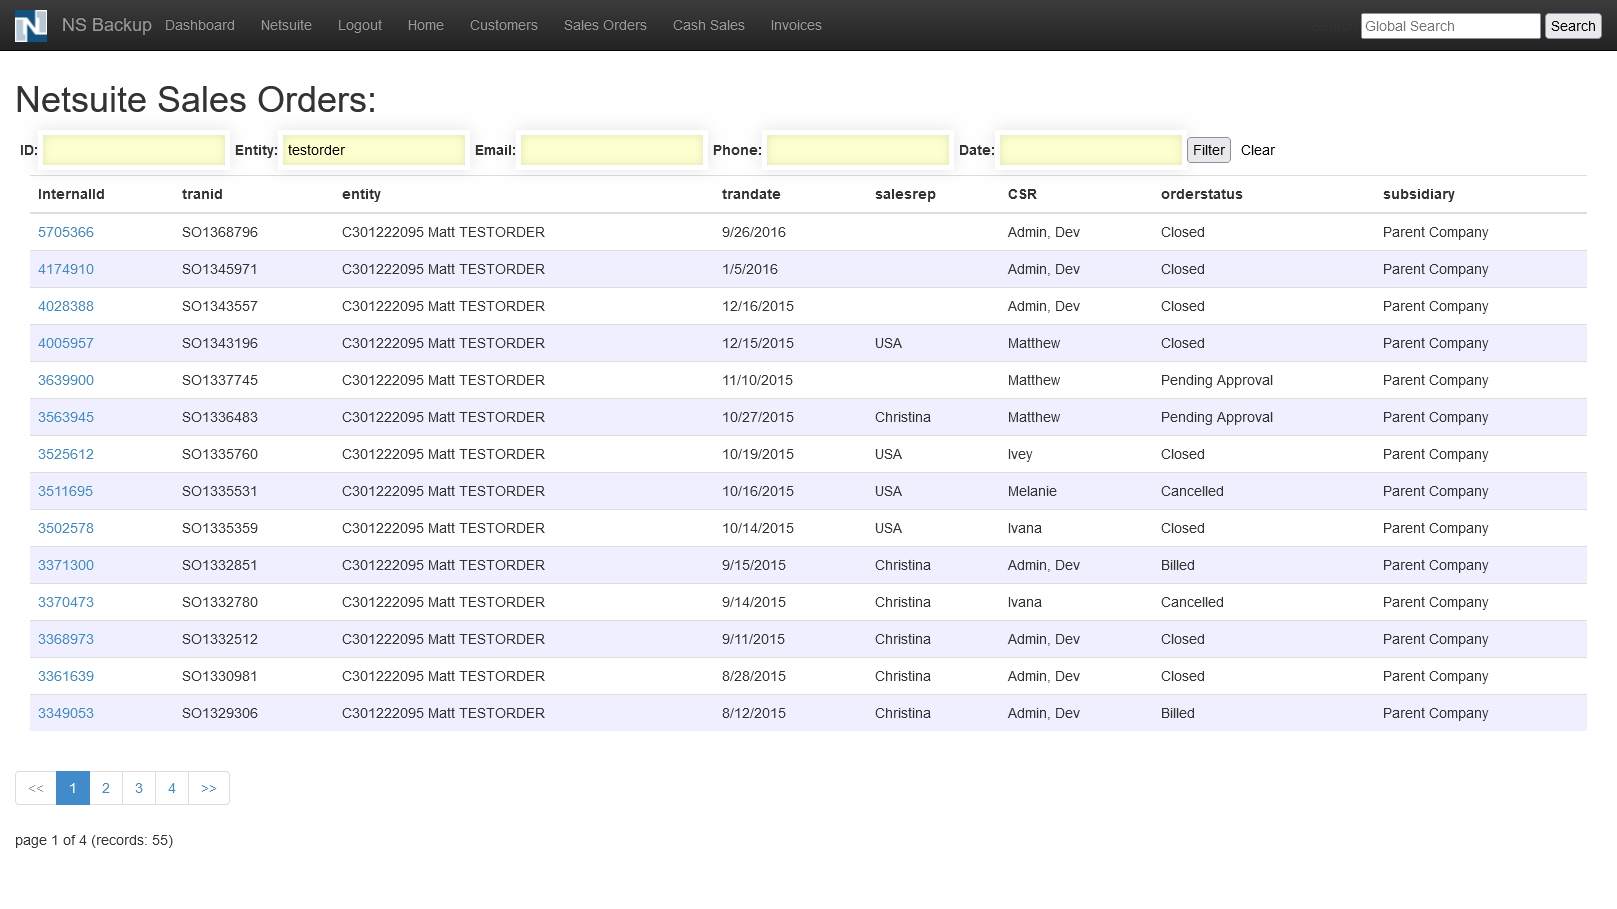 NS Backup Dashboard Netsuite Logout Home Customers Sales Orders Cash Sales Invoices Global Search Search
Netsuite Sales Orders:
ID: Entity: testorder Email: Phone: Date: Filter Clear
InternalId tranid entity trandate salesrep CSR orderstatus subsidiary
5705366 SO1368796 C301222095 Matt TESTORDER 9/26/2016 Admin, Dev Closed Parent Company
4174910 SO1345971 C301222095 Matt TESTORDER 1/5/2016 Admin, Dev Closed Parent Company
4028388 SO1343557 C301222095 Matt TESTORDER 12/16/2015 Admin, Dev Closed Parent Company
4005957 SO1343196 C301222095 Matt TESTORDER 12/15/2015 USA Matthew Closed Parent Company
3639900 SO1337745 C301222095 Matt TESTORDER 11/10/2015 Matthew Pending Approval Parent Company
3563945 SO1336483 C301222095 Matt TESTORDER 10/27/2015 Christina Matthew Pending Approval Parent Company
3525612 SO1335760 C301222095 Matt TESTORDER 10/19/2015 USA Ivey Closed Parent Company
3511695 SO1335531 C301222095 Matt TESTORDER 10/16/2015 USA Melanie Cancelled Parent Company
3502578 SO1335359 C301222095 Matt TESTORDER 10/14/2015 USA Ivana Closed Parent Company
3371300 SO1332851 C301222095 Matt TESTORDER 9/15/2015 Christina Admin, Dev Billed Parent Company
3370473 SO1332780 C301222095 Matt TESTORDER 9/14/2015 Christina Ivana Cancelled Parent Company
3368973 SO1332512 C301222095 Matt TESTORDER 9/11/2015 Christina Admin, Dev Closed Parent Company
3361639 SO1330981 C301222095 Matt TESTORDER 8/28/2015 Christina Admin, Dev Closed Parent Company
3349053 SO1329306 C301222095 Matt TESTORDER 8/12/2015 Christina Admin, Dev Billed Parent Company
<< 1 2 3 4 >>
page 1 of 4 (records: 55)